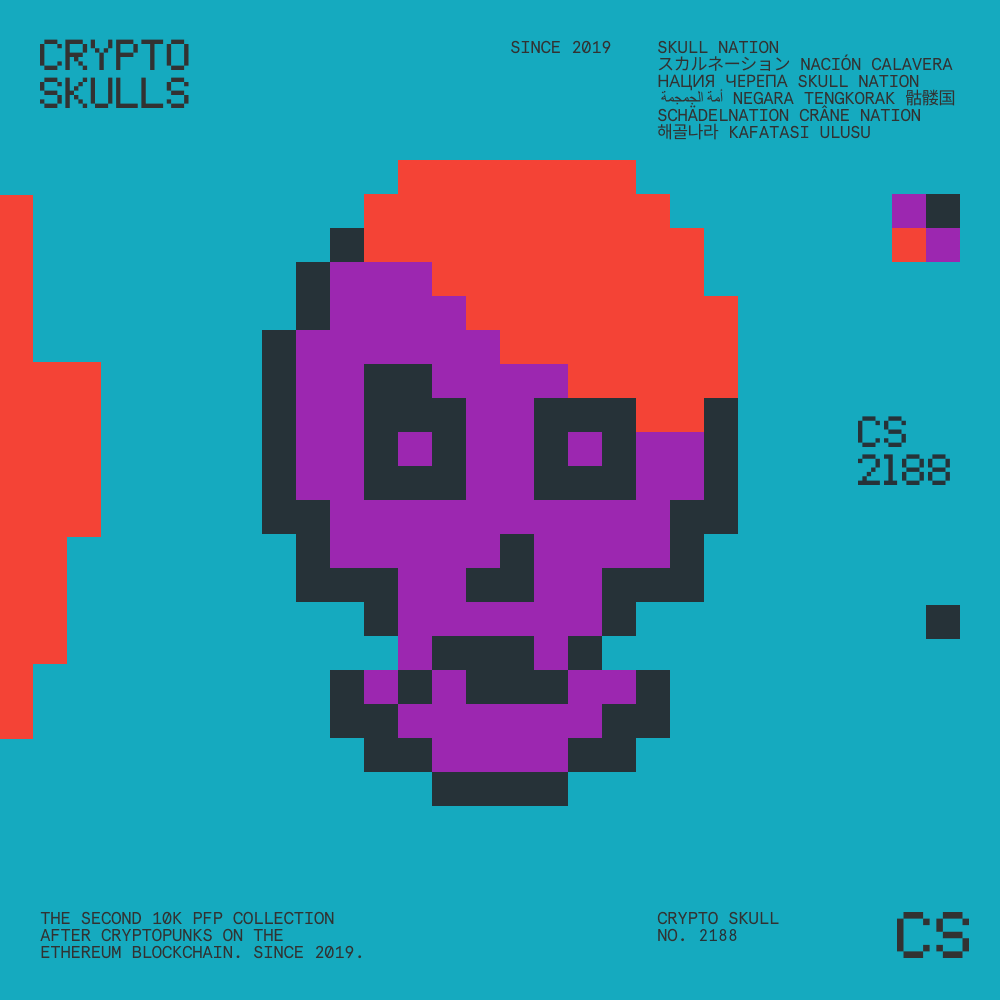 CRYPTO
SKULLS
SINCE 2019
SKULL NATION
スカルネーション NACIÓN CALAVERA
НАЦИЯ ЧЕРЕПА SKULL NATION
أمة الجمجمة NEGARA TENGKORAK 骷髅国
SCHÄDELNATION CRÂNE NATION
해골나라 KAFATASI ULUSU
CS
2188
THE SECOND 10K PFP COLLECTION
AFTER CRYPTOPUNKS ON THE
ETHEREUM BLOCKCHAIN. SINCE 2019.
CRYPTO SKULL
NO. 2188
CS